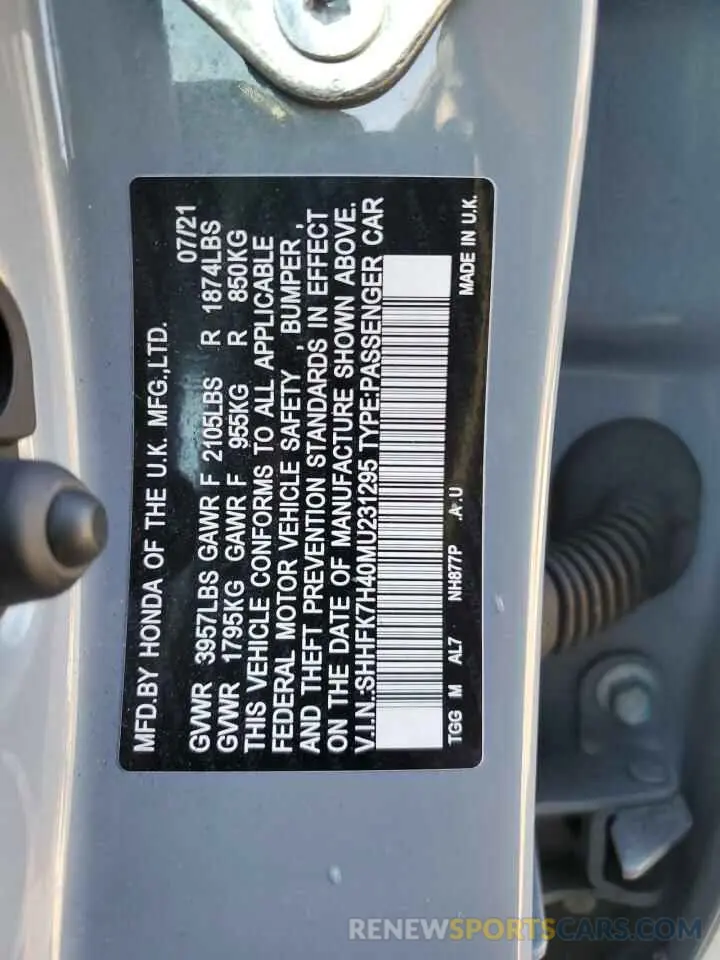 MFD.BY HONDA OF THE U.K. MFG.,LTD.
07/21
GVWR 3957LBS GAWR F 2105LBS R 1874LBS
GVWR 1795KG GAWR F 955KG R 850KG
THIS VEHICLE CONFORMS TO ALL APPLICABLE
FEDERAL MOTOR VEHICLE SAFETY , BUMPER ,
AND THEFT PREVENTION STANDARDS IN EFFECT
ON THE DATE OF MANUFACTURE SHOWN ABOVE.
V.I.N.:SHHFK7H40MU231295 TYPE:PASSENGER CAR
TGG M AL7 NH877P .A.U
MADE IN U.K.
RENEWSPORTSCARS.COM